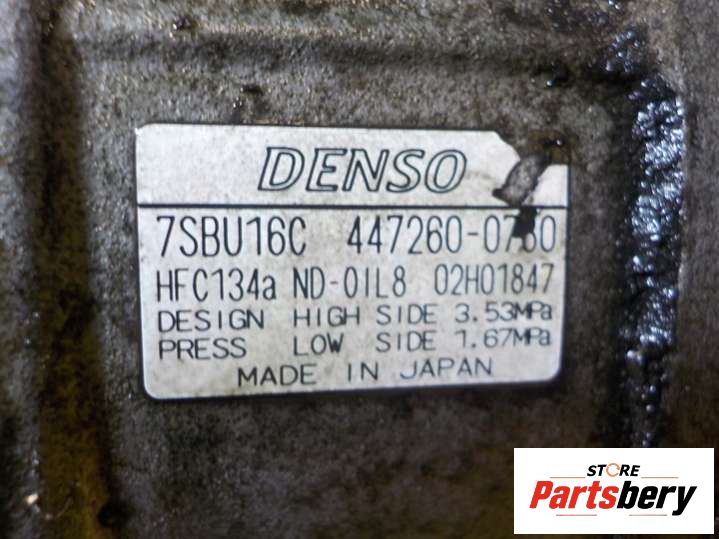 DENSO
7SBU16C
HFC134a ND-OIL8 02H01847
DESIGN HIGH SIDE 3.53MPa
PRESS LOW SIDE 1.67MPa
MADE IN JAPAN
STORE
Partsbery